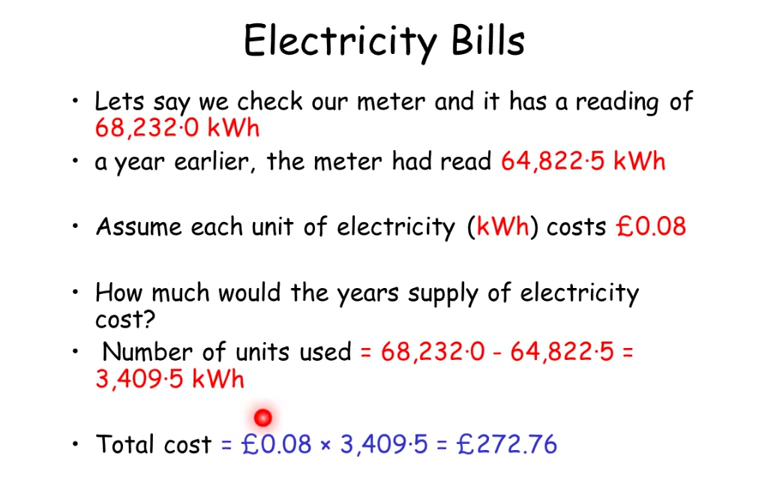 Electricity Bills
• Lets say we check our meter and it has a reading of
68,232·0 kWh
• a year earlier, the meter had read 64,822·5 kWh
• Assume each unit of electricity (kWh) costs £0.08
• How much would the years supply of electricity
cost?
• Number of units used = 68,232·0 - 64,822·5 =
3,409·5 kWh
• Total cost = £0.08 × 3,409·5 = £272.76